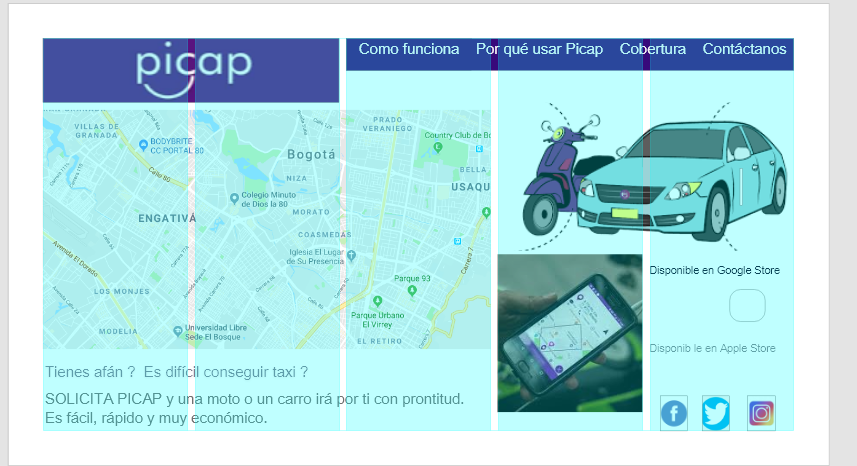 picap
Como funciona Por qué usar Picap Cobertura Contáctanos
VILLAS DE
GRANADA
BODYBRITE
CC PORTAL 80
Calle 80
PRADO
VERANIEGO
Country Club de Bo
Bogotá
NIZA
BELLA
USAQU
Colegio Minuto
de Dios la 80
MORATO
ENGATIVÁ
COASMEDAS
Iglesia El Lugar
de Su Presencia
Avenida El Dorado
Carrera 7
Parque 93
LOS MONJES
Parque Urbano
El Virrey
MODELIA
Universidad Libre
Sede El Bosque
EL RETIRO
Disponible en Google Store
Disponib le en Apple Store
Tienes afán ? Es difícil conseguir taxi ?
SOLICITA PICAP y una moto o un carro irá por ti con prontitud.
Es fácil, rápido y muy económico.